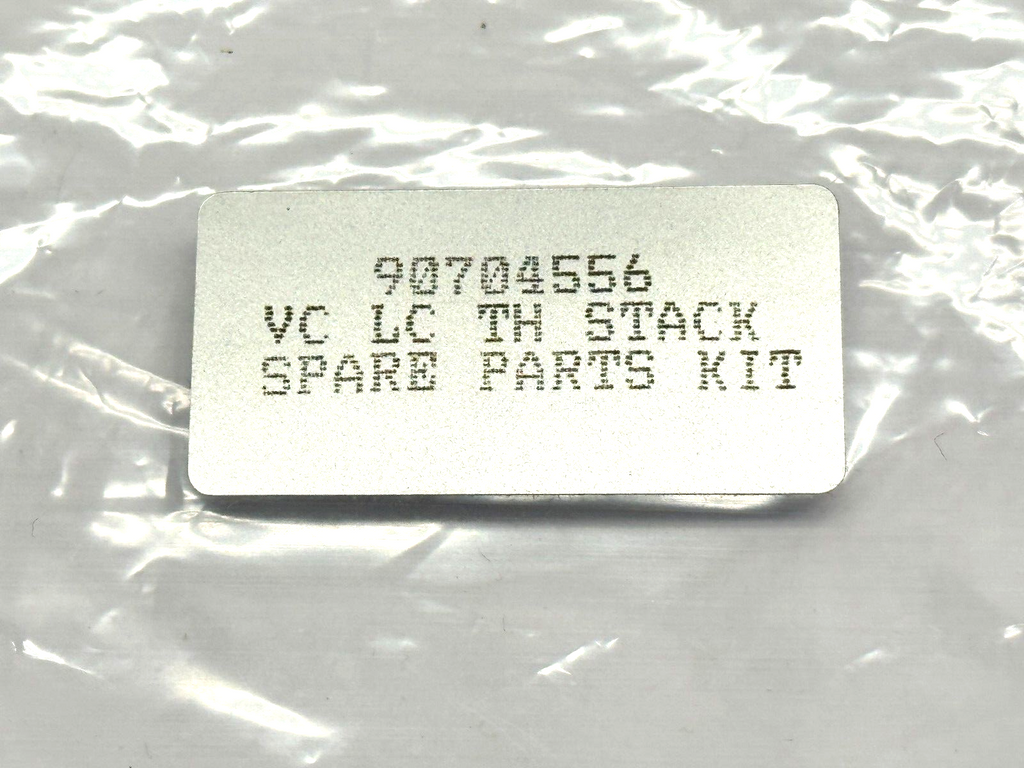 90704556
VC LC TH STACK
SPARE PARTS KIT